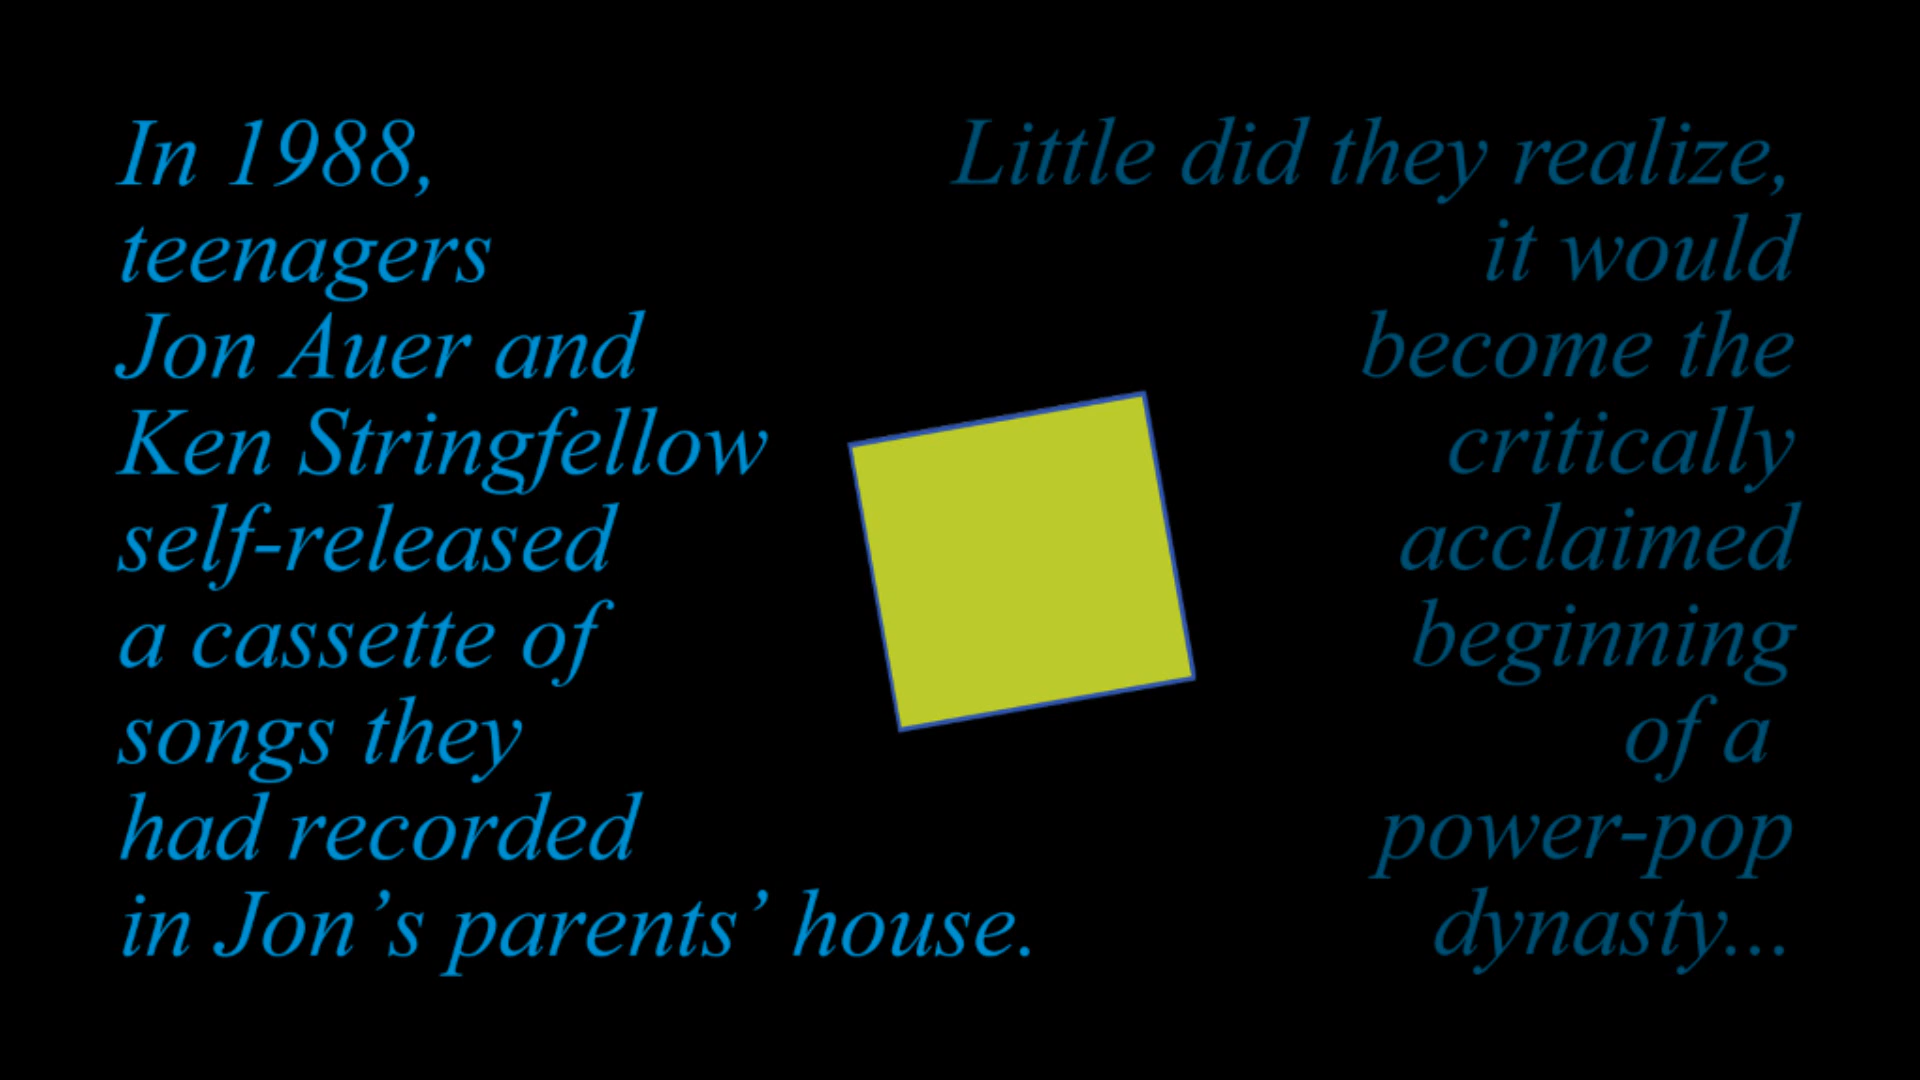 In 1988,
teenagers
Jon Auer and
Ken Stringfellow
self-released
a cassette of
songs they
had recorded
in Jon’s parents’ house.
Little did they realize,
it would
become the
critically
acclaimed
beginning
of a
power-pop
dynasty...